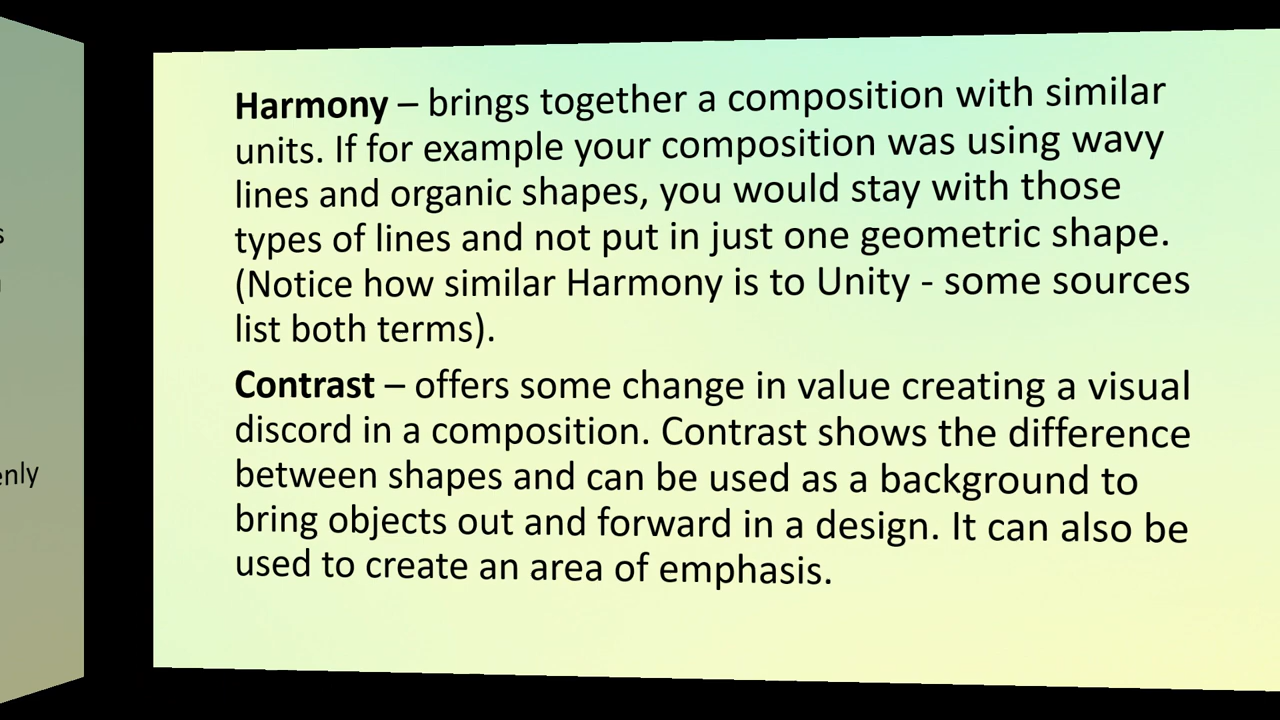 Harmony – brings together a composition with similar
units. If for example your composition was using wavy
lines and organic shapes, you would stay with those
types of lines and not put in just one geometric shape.
(Notice how similar Harmony is to Unity - some sources
list both terms).
Contrast – offers some change in value creating a visual
discord in a composition. Contrast shows the difference
between shapes and can be used as a background to
bring objects out and forward in a design. It can also be
used to create an area of emphasis.